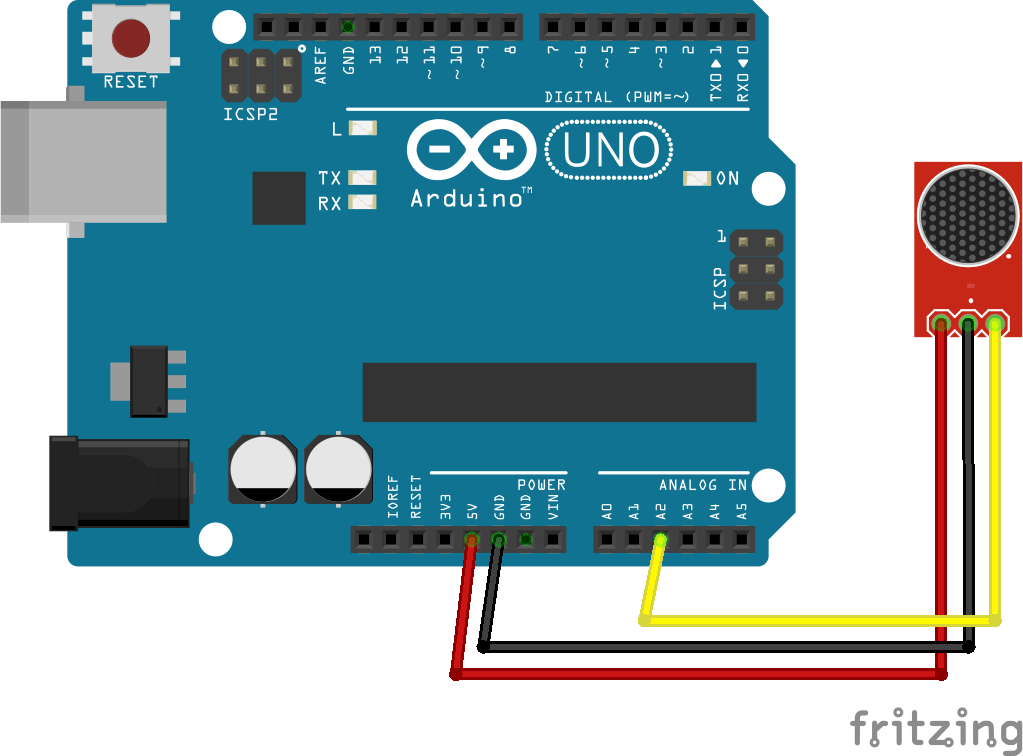 RESET
ICSP2
AREF
GND
13
12
~11
~10
~9
8
7
~6
~5
4
~3
2
TX0▶1
RX0◀0
DIGITAL (PWM=~)
L
TX
RX
Arduino™
UNO
ON
1
ICSP
IOREF
RESET
3V3
5V
GND
GND
VIN
POWER
A0
A1
A2
A3
A4
A5
ANALOG IN
fritzing